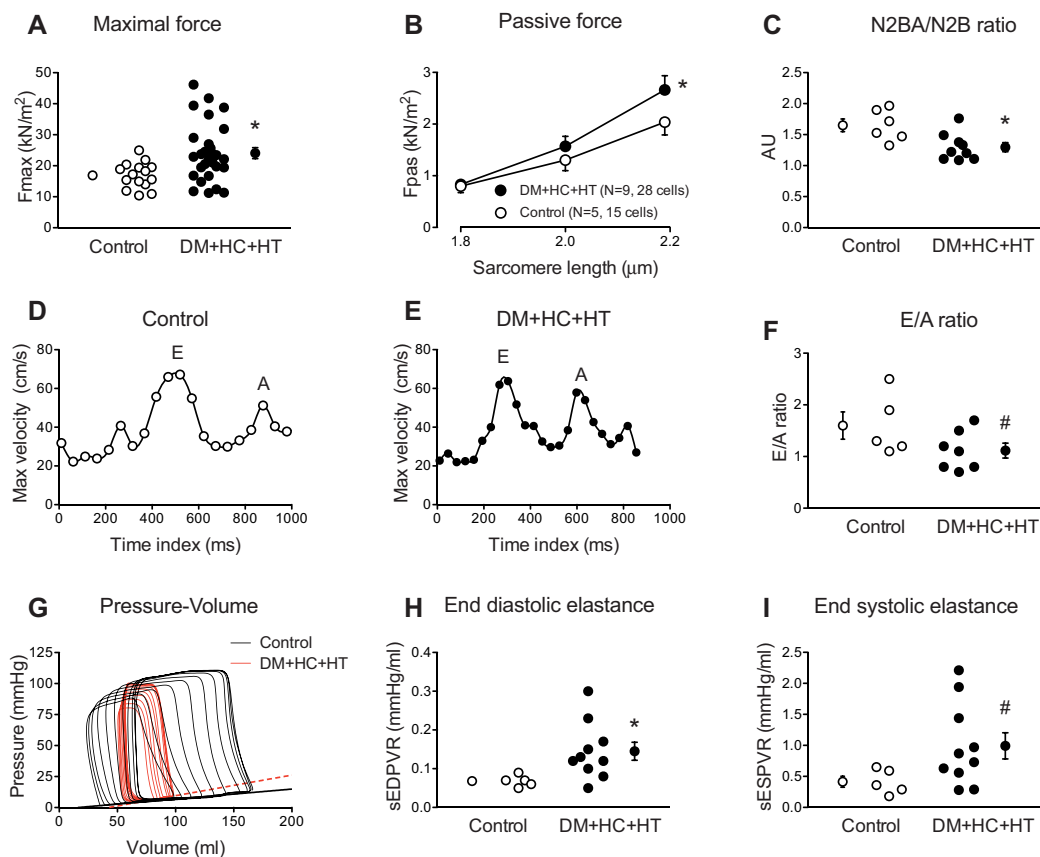 A Maximal force
Fmax (kN/m²)
50
40
30
20
10
0
*
Control DM+HC+HT
B Passive force
Fpas (kN/m²)
3
2
1
0
*
DM+HC+HT (N=9, 28 cells)
Control (N=5, 15 cells)
1.8 2.0 2.2
Sarcomere length (μm)
C N2BA/N2B ratio
AU
2.5
2.0
1.5
1.0
0.5
0.0
*
Control DM+HC+HT
D Control
Max velocity (cm/s)
80
60
40
20
0
E
A
0 200 400 600 800 1000
Time index (ms)
E DM+HC+HT
Max velocity (cm/s)
80
60
40
20
0
E
A
0 200 400 600 800 1000
Time index (ms)
F E/A ratio
E/A ratio
3
2
1
0
#
Control DM+HC+HT
G Pressure-Volume
Control
DM+HC+HT
Pressure (mmHg)
125
100
75
50
25
0
0 50 100 150 200
Volume (ml)
H End diastolic elastance
sEDPVR (mmHg/ml)
0.4
0.3
0.2
0.1
0.0
*
Control DM+HC+HT
I End systolic elastance
sESPVR (mmHg/ml)
2.5
2.0
1.5
1.0
0.5
0.0
#
Control DM+HC+HT